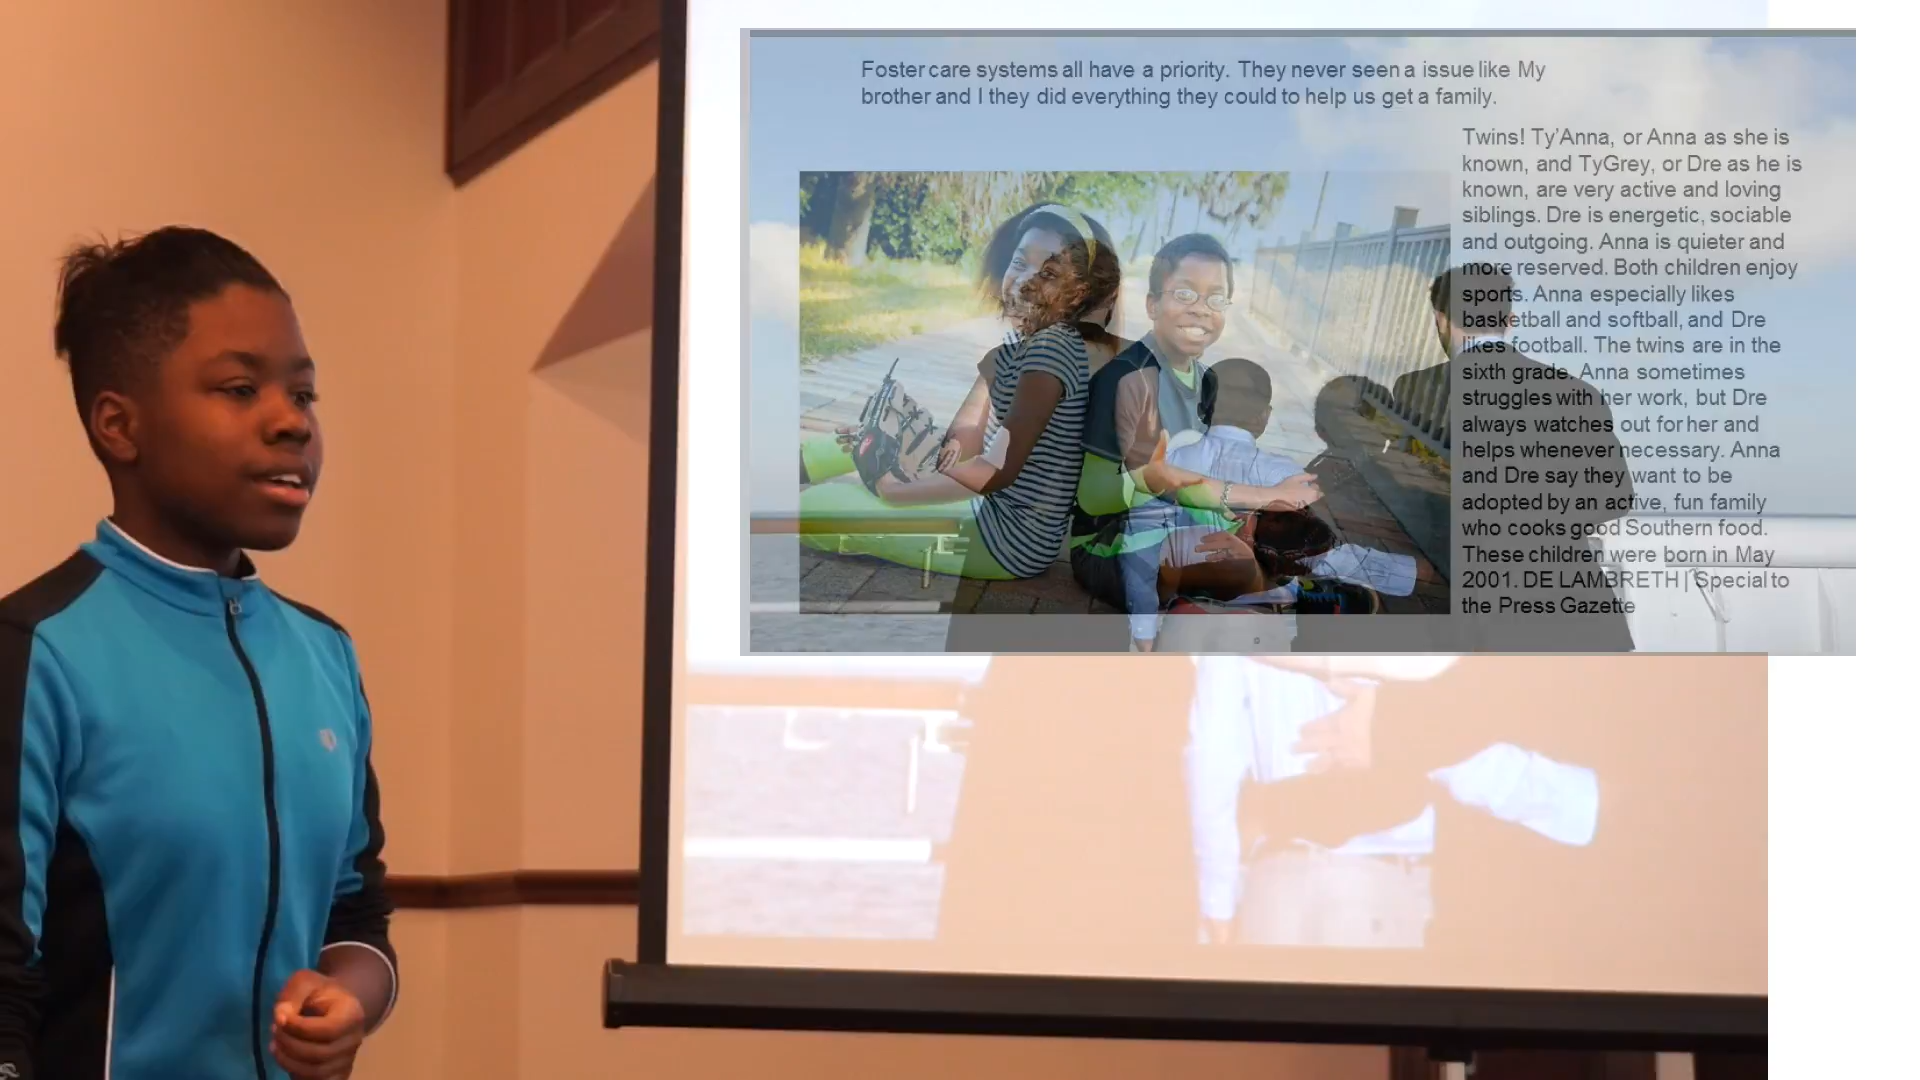 Foster care systems all have a priority. They never seen a issue like My
brother and I they did everything they could to help us get a family.
Twins! Ty’Anna, or Anna as she is
known, and TyGrey, or Dre as he is
known, are very active and loving
siblings. Dre is energetic, sociable
and outgoing. Anna is quieter and
more reserved. Both children enjoy
sports. Anna especially likes
basketball and softball, and Dre
likes football. The twins are in the
sixth grade. Anna sometimes
struggles with her work, but Dre
always watches out for her and
helps whenever necessary. Anna
and Dre say they want to be
adopted by an active, fun family
who cooks good Southern food.
These children were born in May
2001. DE LAMBRETH | Special to
the Press Gazette